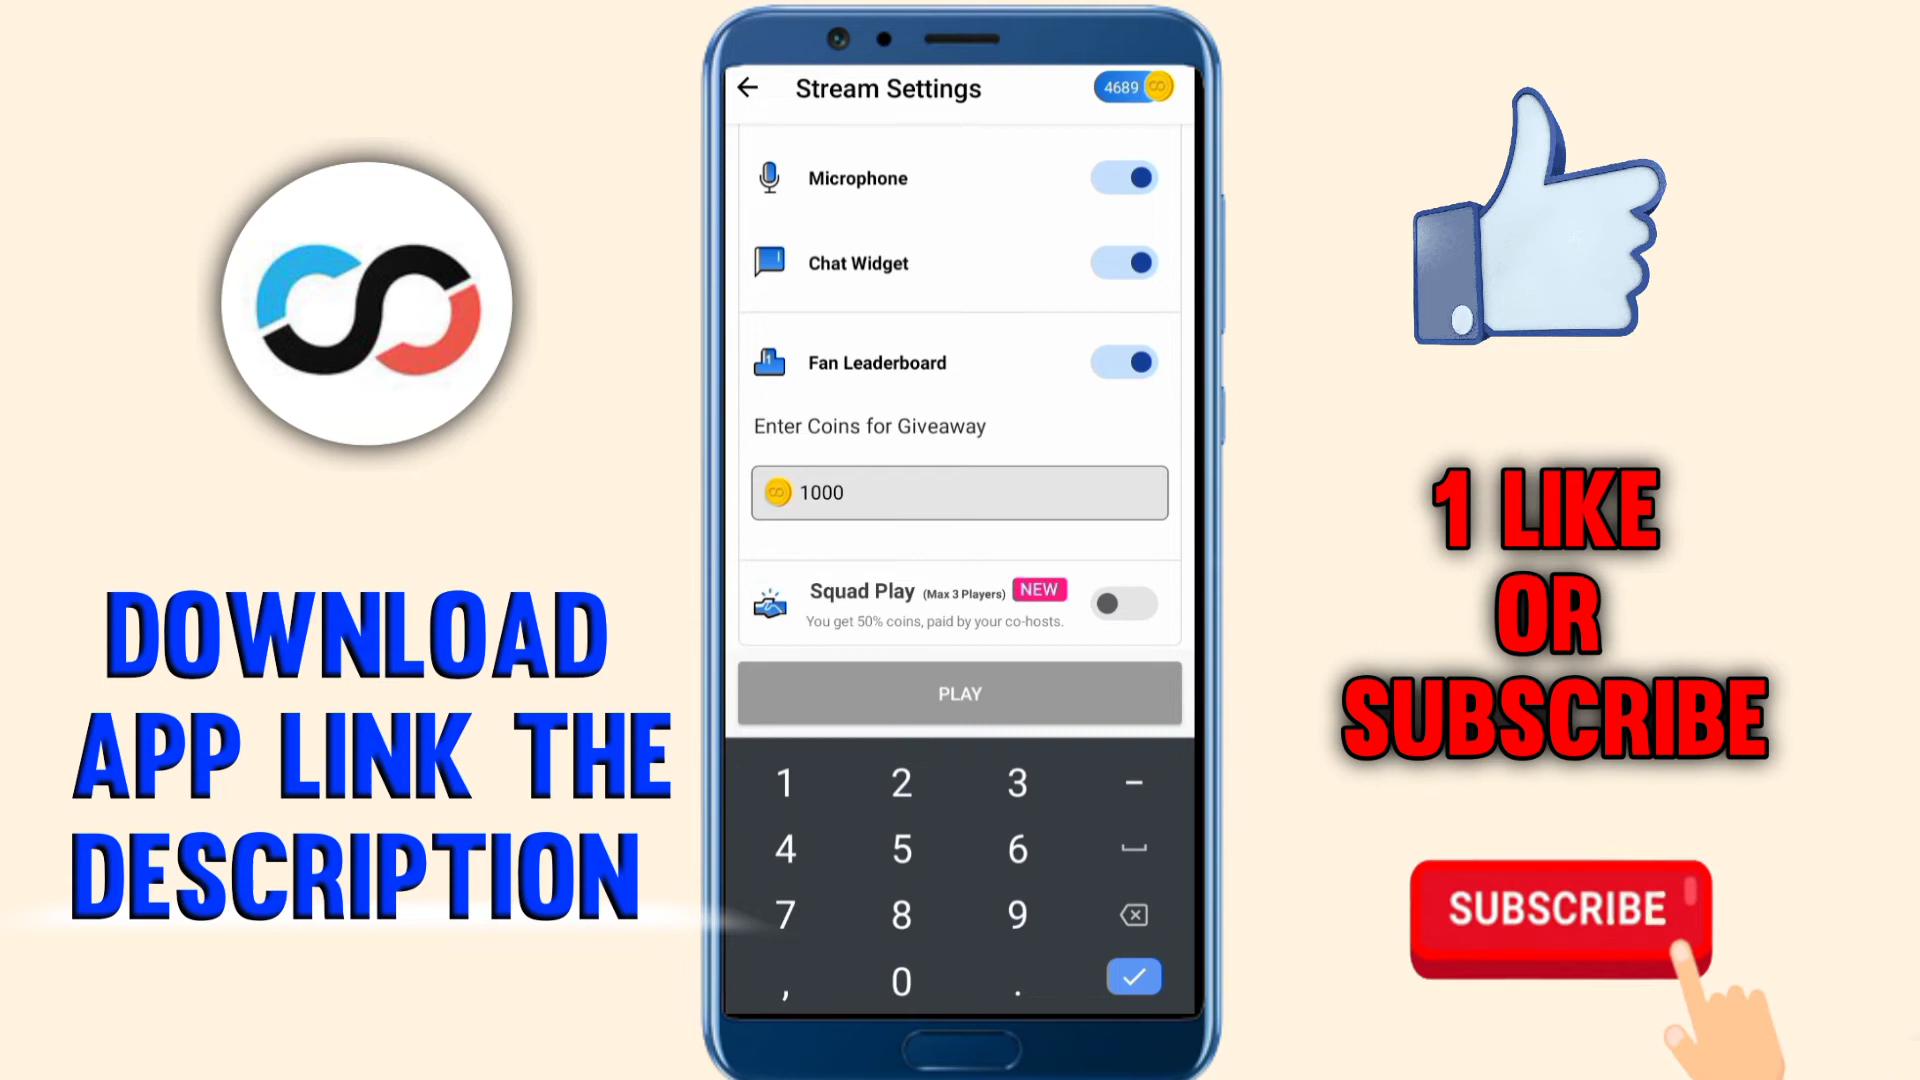 Stream Settings
4689
Microphone
Chat Widget
Fan Leaderboard
Enter Coins for Giveaway
1000
Squad Play (Max 3 Players) NEW
You get 50% coins, paid by your co-hosts.
PLAY
1 2 3 –
4 5 6
7 8 9
, 0 .
DOWNLOAD
APP LINK THE
DESCRIPTION
1 LIKE
OR
SUBSCRIBE
SUBSCRIBE